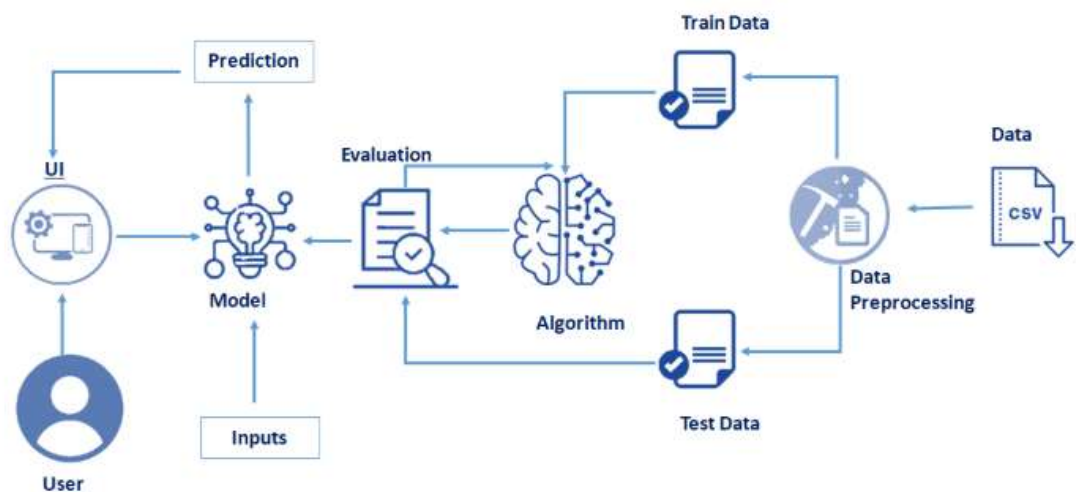 Train Data
Prediction
Data
Evaluation
UI
CSV
Model
Algorithm
Data
Preprocessing
Inputs
Test Data
User